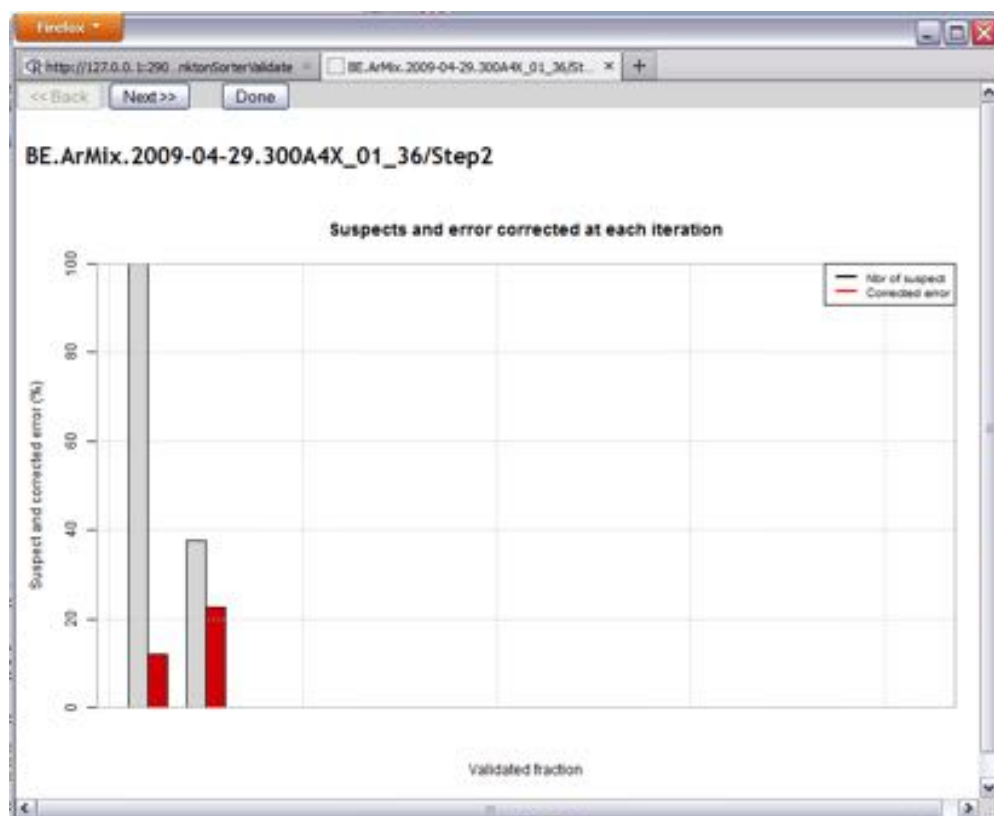 Firefox
http://127.0.0.1:290 nktonSorterValidate
BE.ArMix.2009-04-29.300A4X_01_36/St...
<< Back
Next>>
Done
BE.ArMix.2009-04-29.300A4X_01_36/Step2
Suspects and error corrected at each iteration
Nbr of suspect
Corrected error
100
80
60
40
20
0
Suspect and corrected error (%)
Validated fraction